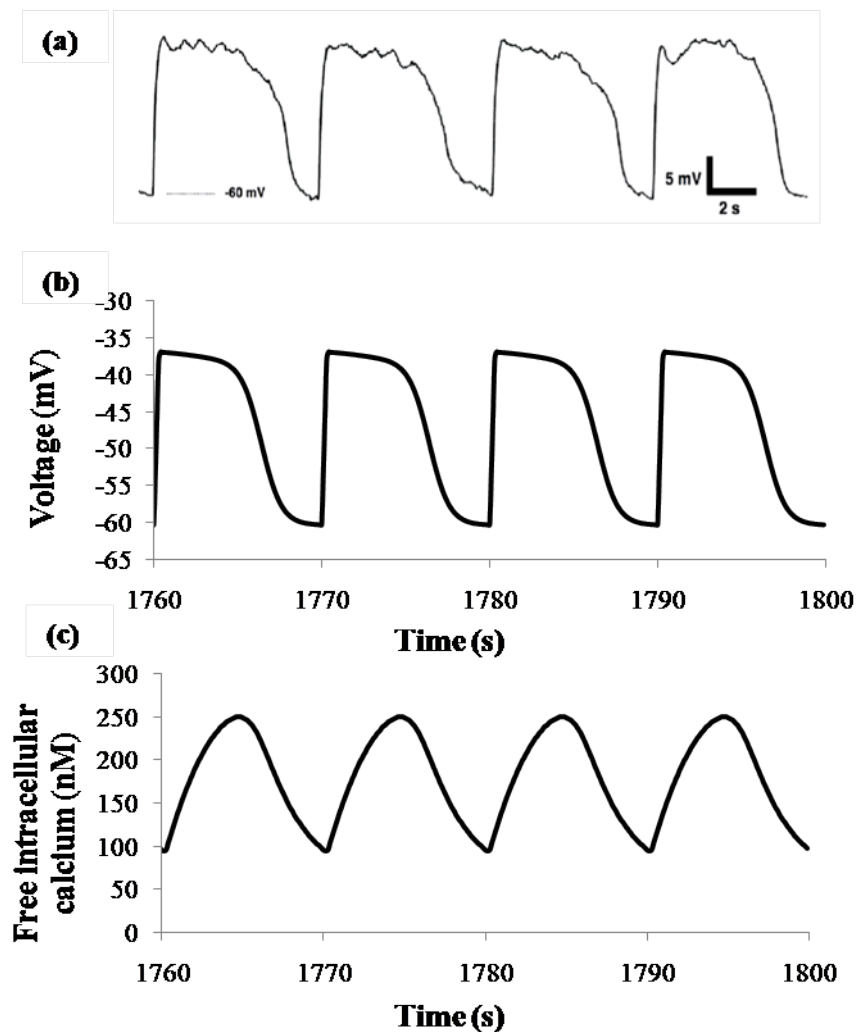 (a)
-60 mV
5 mV
2 s
(b)
Voltage (mV)
-30
-35
-40
-45
-50
-55
-60
-65
1760
1770
1780
1790
1800
Time (s)
(c)
Free intracellular
calcium (nM)
300
250
200
150
100
50
0
1760
1770
1780
1790
1800
Time (s)